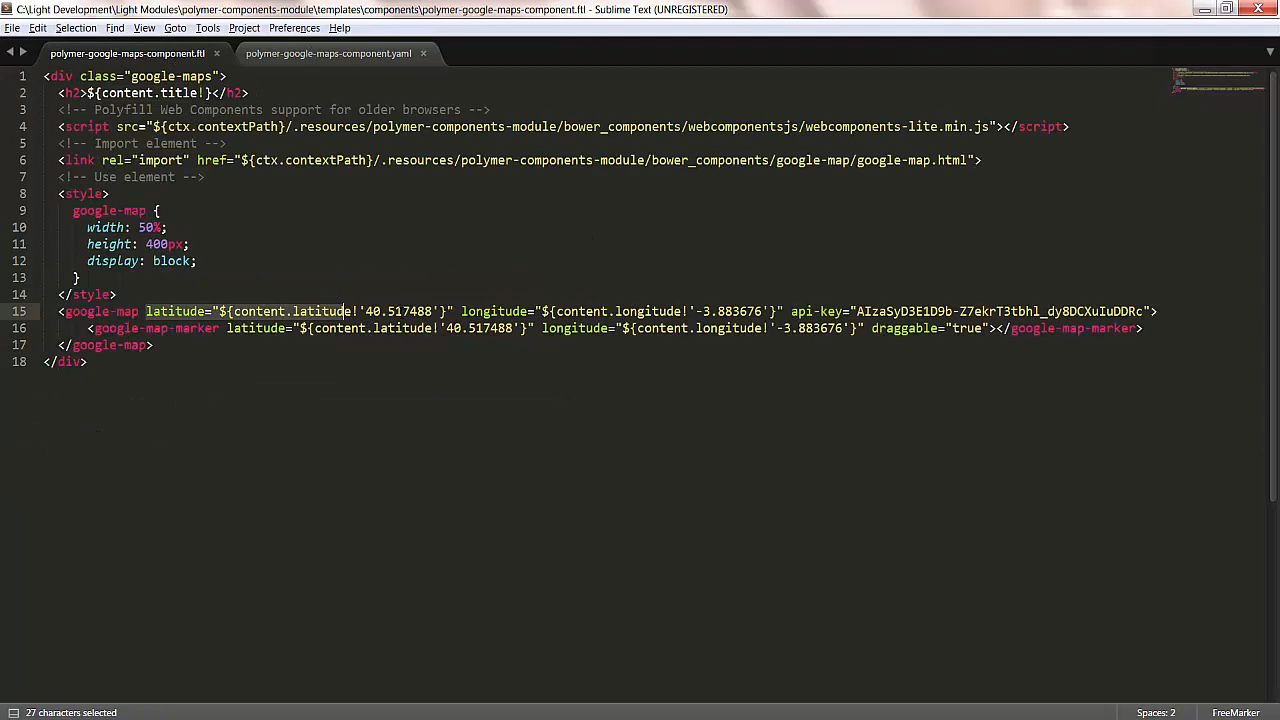 C:\Light Development\Light Modules\polymer-components-module\templates\components\polymer-google-maps-component.ftl - Sublime Text (UNREGISTERED)
File Edit Selection Find View Goto Tools Project Preferences Help
polymer-google-maps-component.ftl × polymer-google-maps-component.yaml ×
1 <div class="google-maps">
2 <h2>${content.title!}</h2>
3 <!-- Polyfill Web Components support for older browsers -->
4 <script src="${ctx.contextPath}/.resources/polymer-components-module/bower_components/webcomponentsjs/webcomponents-lite.min.js"></script>
5 <!-- Import element -->
6 <link rel="import" href="${ctx.contextPath}/.resources/polymer-components-module/bower_components/google-map/google-map.html">
7 <!-- Use element -->
8 <style>
9 google-map {
10 width: 50%;
11 height: 400px;
12 display: block;
13 }
14 </style>
15 <google-map latitude="${content.latitude!'40.517488'}" longitude="${content.longitude!'-3.883676'}" api-key="AIzaSyD3E1D9b-Z7ekrT3tbhl_dy8DCXuIuDDRc">
16 <google-map-marker latitude="${content.latitude!'40.517488'}" longitude="${content.longitude!'-3.883676'}" draggable="true"></google-map-marker>
17 </google-map>
18 </div>
27 characters selected Spaces: 2 FreeMarker